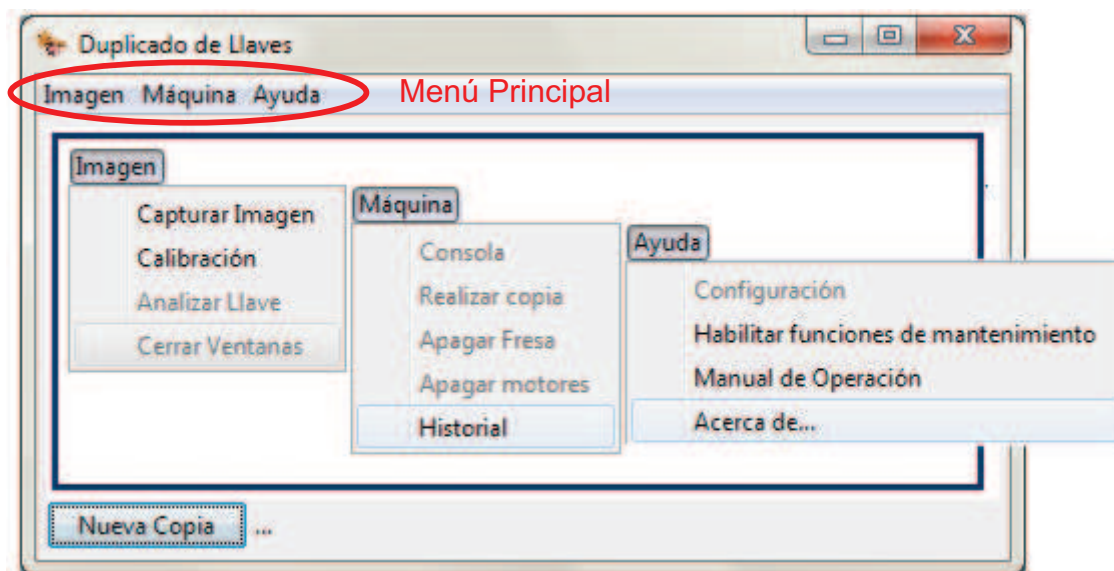 Duplicado de Llaves
Imagen Máquina Ayuda Menú Principal
Imagen
Capturar Imagen
Calibración
Analizar Llave
Cerrar Ventanas
Máquina
Consola
Realizar copia
Apagar Fresa
Apagar motores
Historial
Ayuda
Configuración
Habilitar funciones de mantenimiento
Manual de Operación
Acerca de...
Nueva Copia ...